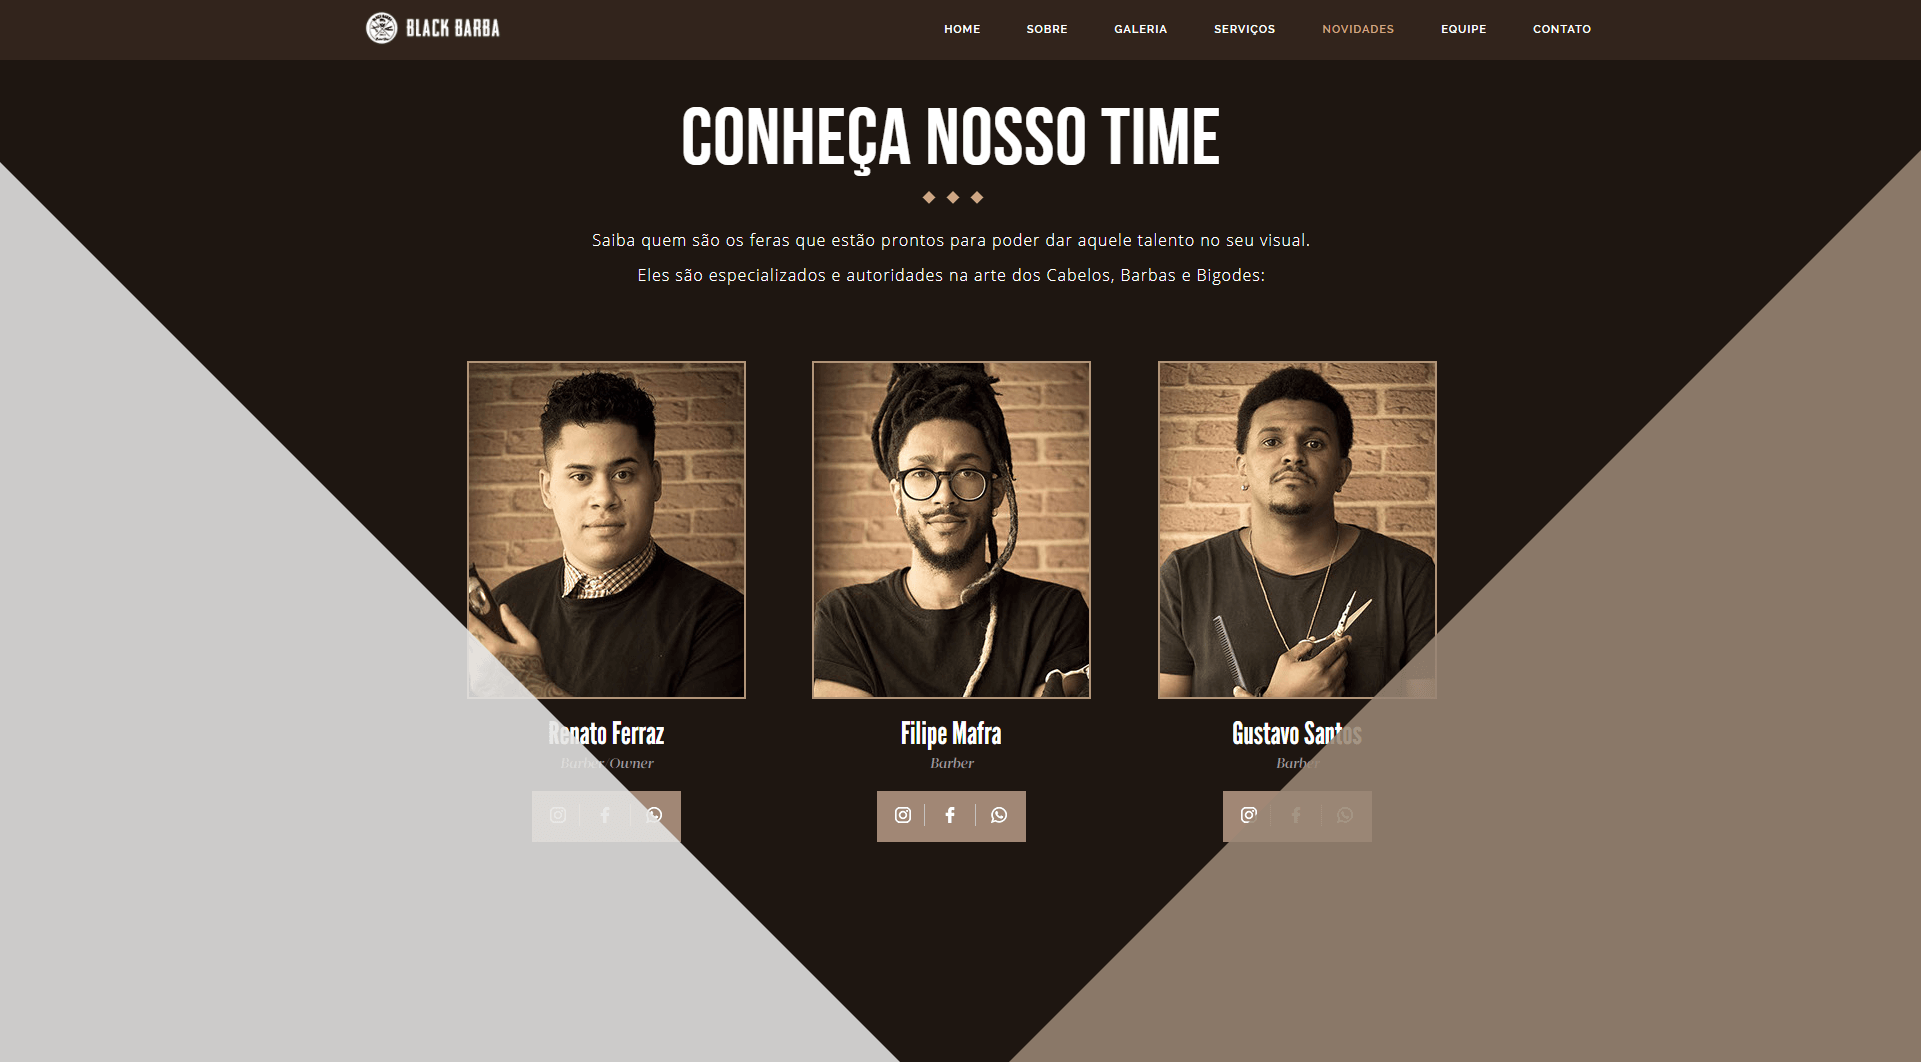 BLACK BARBA
HOME SOBRE GALERIA SERVIÇOS NOVIDADES EQUIPE CONTATO
CONHEÇA NOSSO TIME
Saiba quem são os feras que estão prontos para poder dar aquele talento no seu visual.
Eles são especializados e autoridades na arte dos Cabelos, Barbas e Bigodes:
Renato Ferraz
Barber/Owner
Filipe Mafra
Barber
Gustavo Santos
Barber